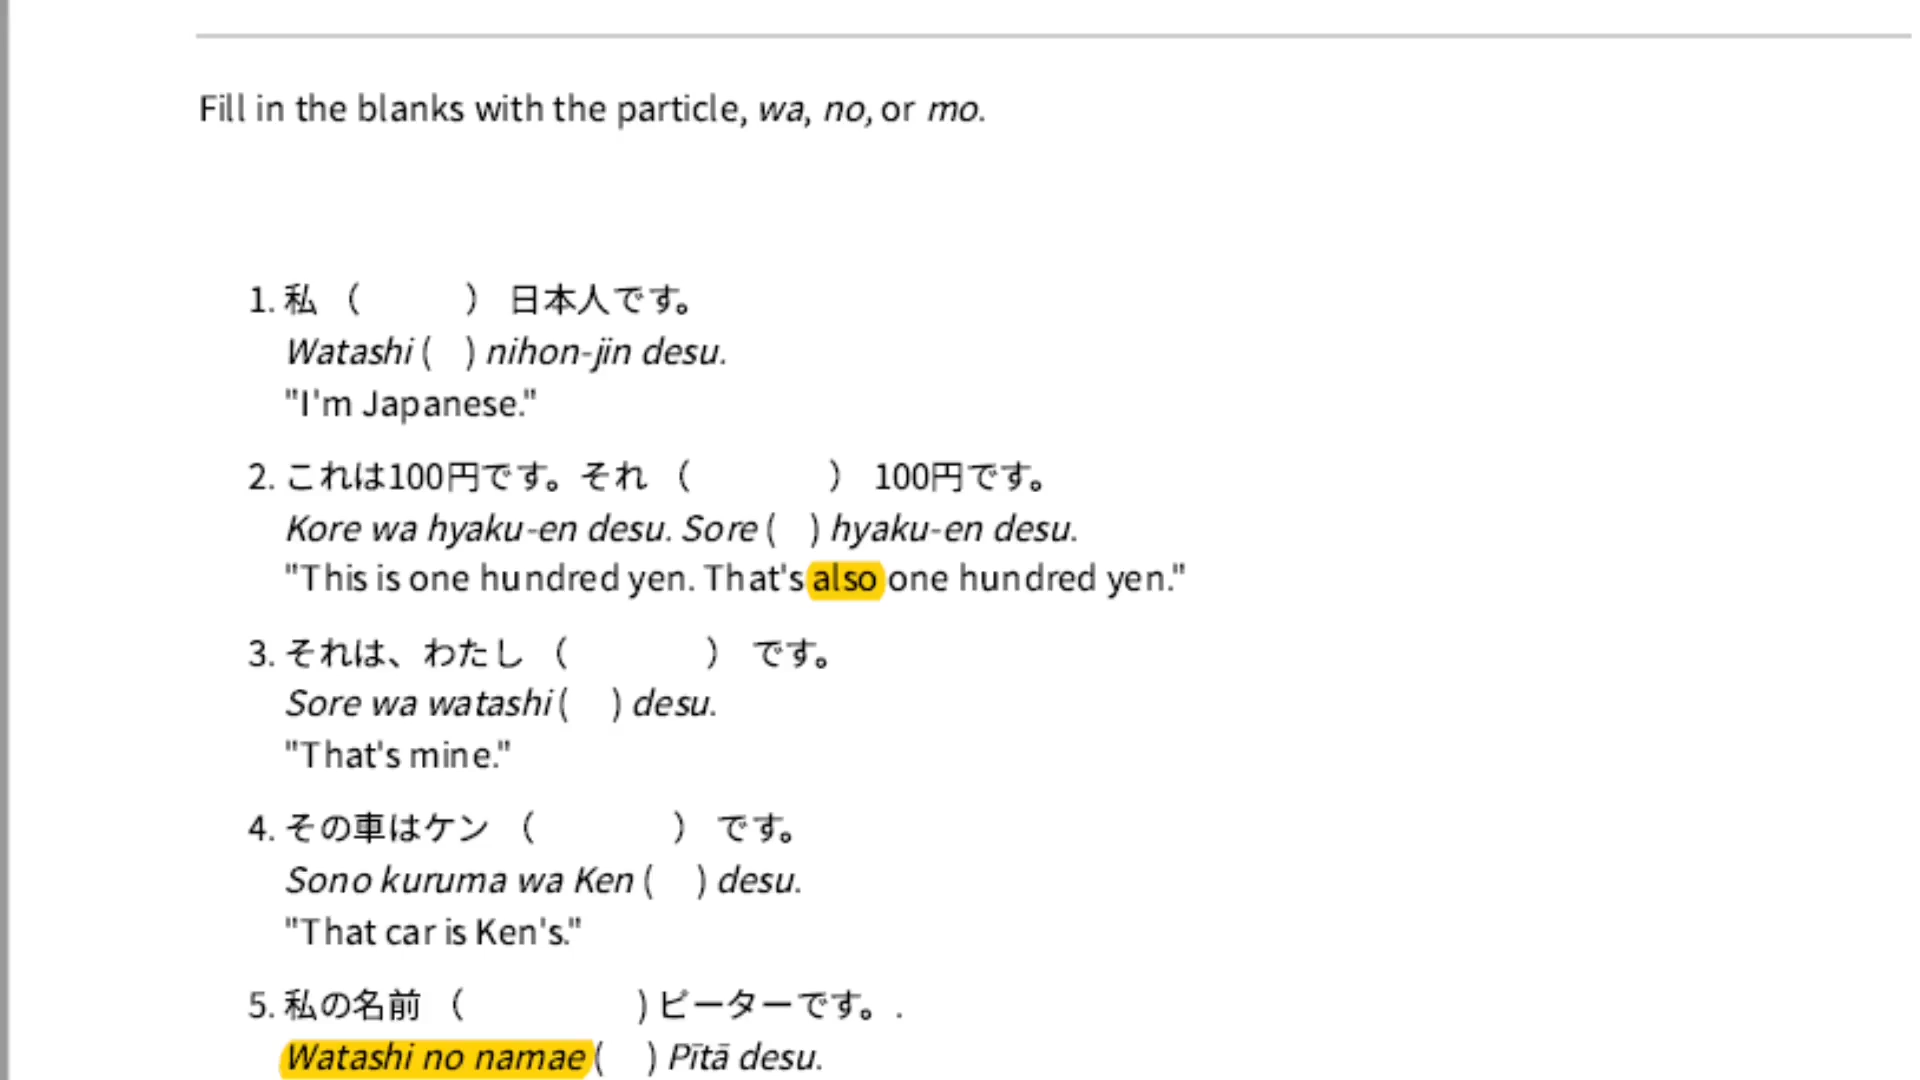 Fill in the blanks with the particle, wa, no, or mo.
1. 私 （　　　） 日本人です。
Watashi (   ) nihon-jin desu.
"I'm Japanese."
2. これは100円です。それ （　　　　） 100円です。
Kore wa hyaku-en desu. Sore (   ) hyaku-en desu.
"This is one hundred yen. That's also one hundred yen."
3. それは、わたし （　　　　） です。
Sore wa watashi (   ) desu.
"That's mine."
4. その車はケン （　　　　） です。
Sono kuruma wa Ken (   ) desu.
"That car is Ken's."
5. 私の名前 （　　　　　) ピーターです。.
Watashi no namae (   ) Pītā desu.